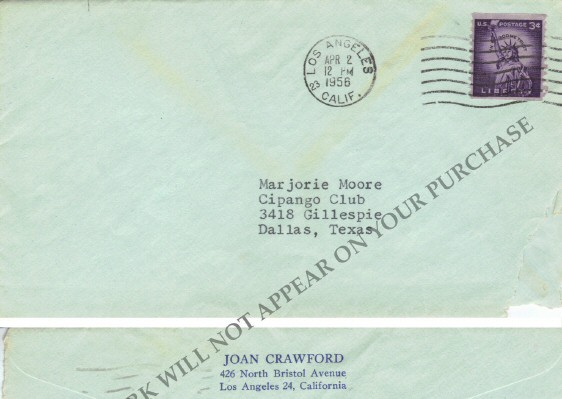 U.S. POSTAGE 3¢
LIBERTY
LOS ANGELES
APR 2
12 PM
1956
23 CALIF.
Marjorie Moore
Cipango Club
3418 Gillespie
Dallas, Texas
RK WILL NOT APPEAR ON YOUR PURCHASE
JOAN CRAWFORD
426 North Bristol Avenue
Los Angeles 24, California